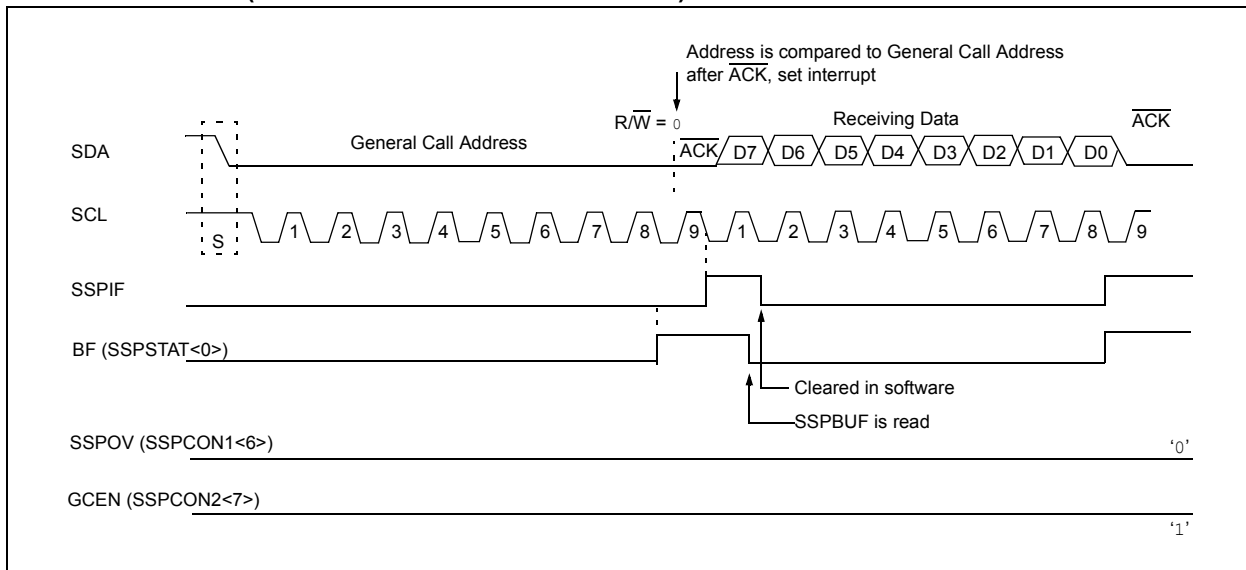 Address is compared to General Call Address
after ACK, set interrupt
R/W = 0
Receiving Data
ACK
SDA
General Call Address
ACK D7 D6 D5 D4 D3 D2 D1 D0
SCL
S
1 2 3 4 5 6 7 8 9 1 2 3 4 5 6 7 8 9
SSPIF
BF (SSPSTAT<0>)
Cleared in software
SSPBUF is read
SSPOV (SSPCON1<6>)
‘0’
GCEN (SSPCON2<7>)
‘1’